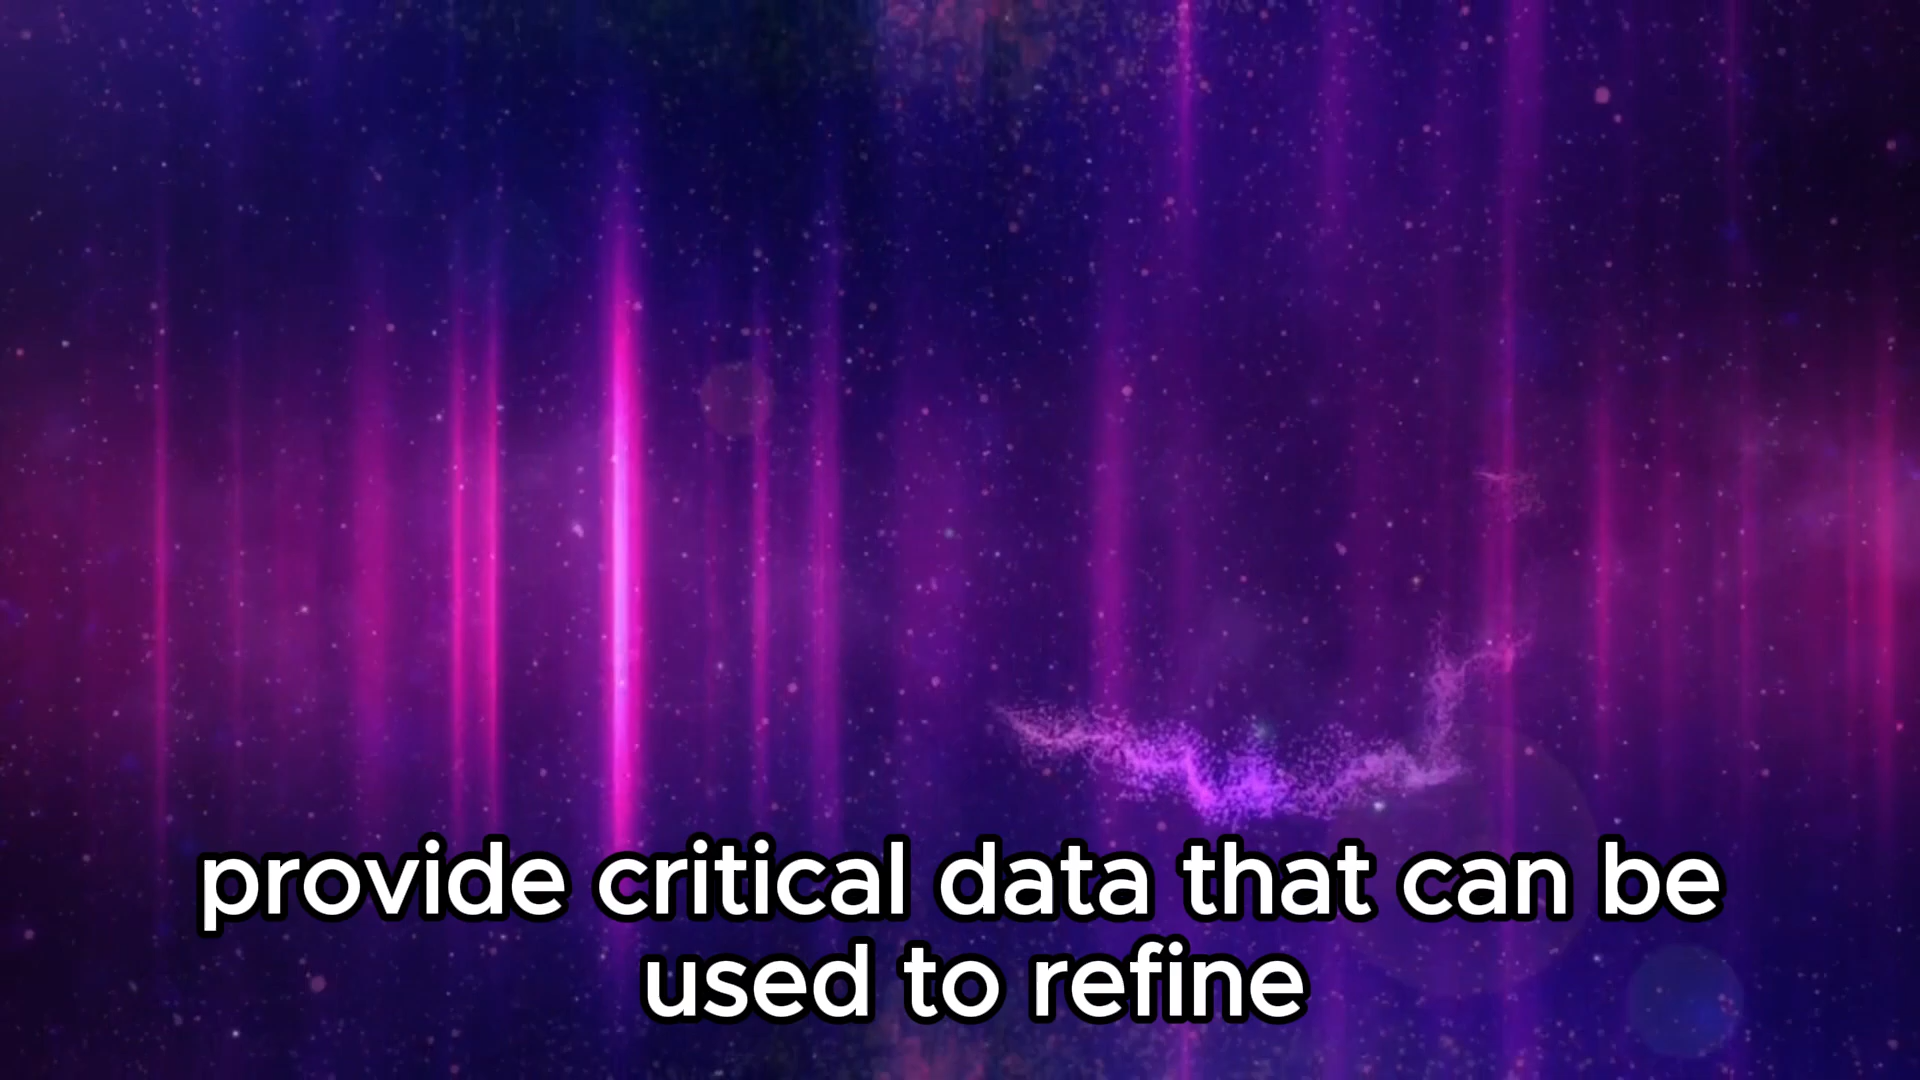 provide critical data that can be
used to refine